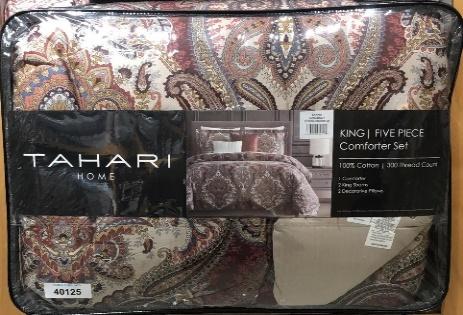 TAHARI
HOME
KING | FIVE PIECE
Comforter Set
100% Cotton | 300 Thread Count
1 Comforter
2 King Shams
2 Decorative Pillows
40125